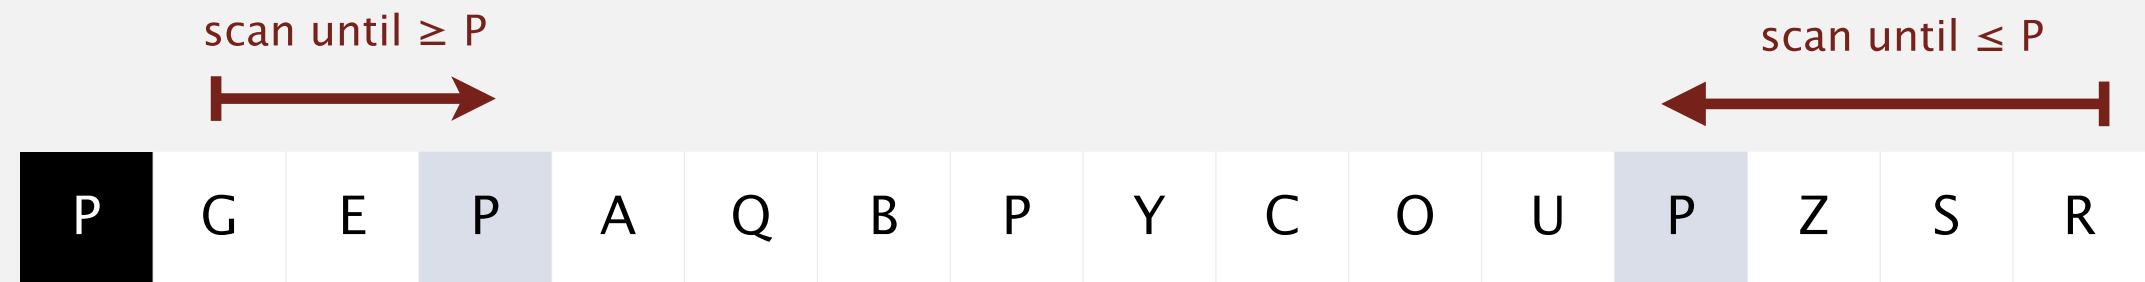 scan until ≥ P
scan until ≤ P
P G E P A Q B P Y C O U P Z S R